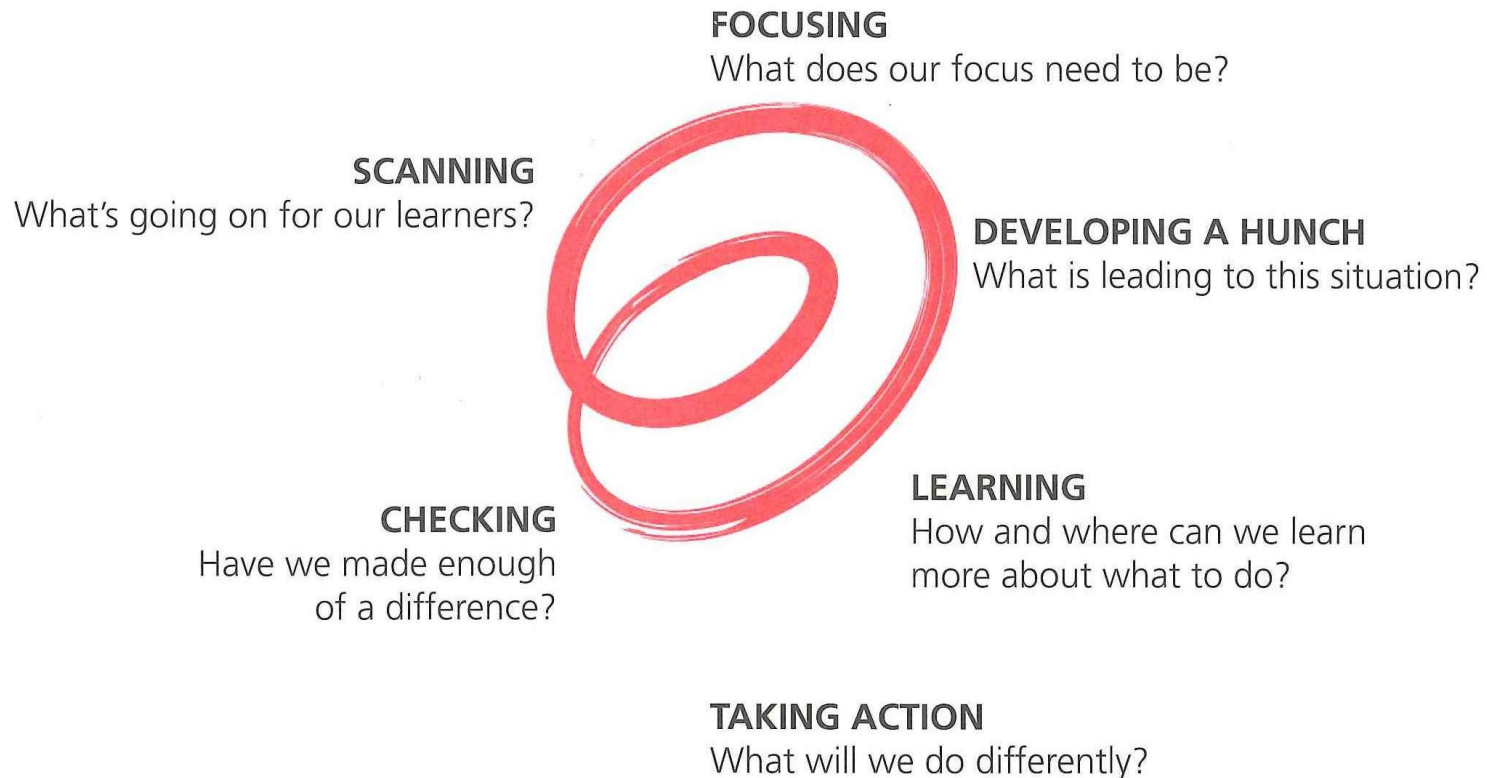 FOCUSING
What does our focus need to be?
SCANNING
What's going on for our learners?
DEVELOPING A HUNCH
What is leading to this situation?
LEARNING
How and where can we learn
more about what to do?
CHECKING
Have we made enough
of a difference?
TAKING ACTION
What will we do differently?